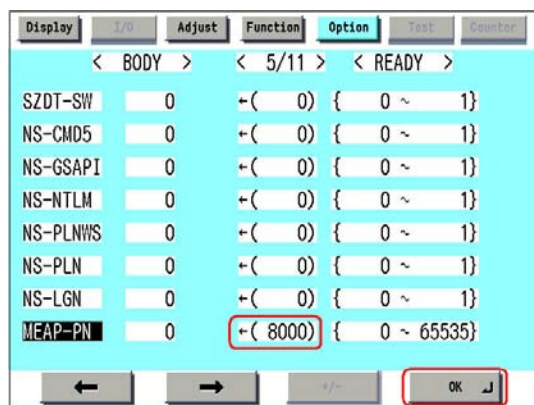 Display I/O Adjust Function Option Test Counter
< BODY > < 5/11 > < READY >
SZDT-SW 0 ←( 0) { 0 ~ 1}
NS-CMD5 0 ←( 0) { 0 ~ 1}
NS-GSAPI 0 ←( 0) { 0 ~ 1}
NS-NTLM 0 ←( 0) { 0 ~ 1}
NS-PLNWS 0 ←( 0) { 0 ~ 1}
NS-PLN 0 ←( 0) { 0 ~ 1}
NS-LGN 0 ←( 0) { 0 ~ 1}
MEAP-PN 0 ←( 8000) { 0 ~ 65535}
← → +/- OK ┘